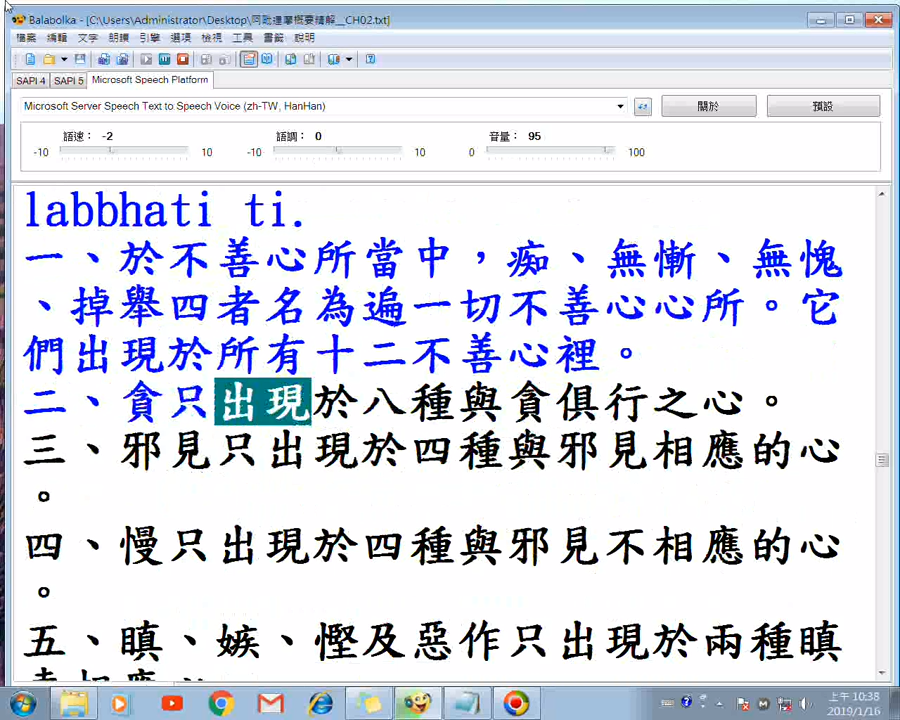 Balabolka - [C:\Users\Administrator\Desktop\阿毗達摩概要精解__CH02.txt]
檔案 編輯 文字 朗讀 引擎 選項 檢視 工具 書籤 說明
SAPI 4 SAPI 5 Microsoft Speech Platform
Microsoft Server Speech Text to Speech Voice (zh-TW, HanHan) 關於 預設
語速： -2 語調： 0 音量： 95
-10 10 -10 10 0 100
labbhati ti.
一、於不善心所當中，痴、無慚、無愧
、掉舉四者名為遍一切不善心心所。它
們出現於所有十二不善心裡。
二、貪只出現於八種與貪俱行之心。
三、邪見只出現於四種與邪見相應的心
。
四、慢只出現於四種與邪見不相應的心
。
五、瞋、嫉、慳及惡作只出現於兩種瞋
上午 10:38
2019/1/16